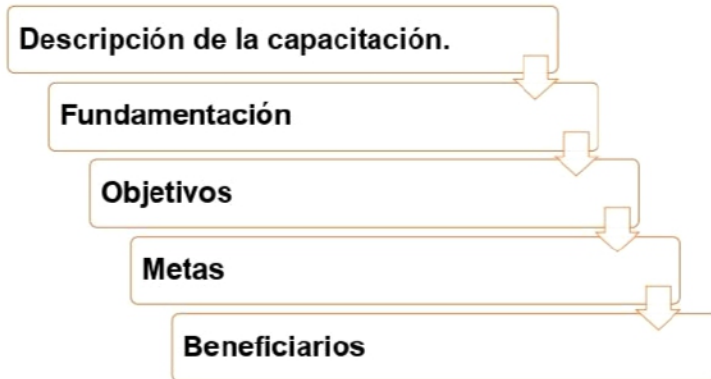 Descripción de la capacitación.
Fundamentación
Objetivos
Metas
Beneficiarios